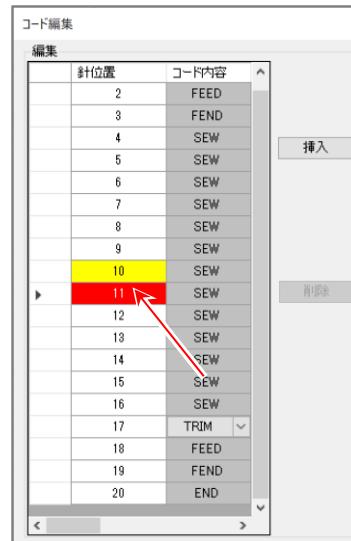 コード編集
編集
針位置 コード内容
2 FEED
3 FEND
4 SEW
5 SEW
挿入
6 SEW
7 SEW
8 SEW
9 SEW
10 SEW
11 SEW
削除
12 SEW
13 SEW
14 SEW
15 SEW
16 SEW
17 TRIM
18 FEED
19 FEND
20 END